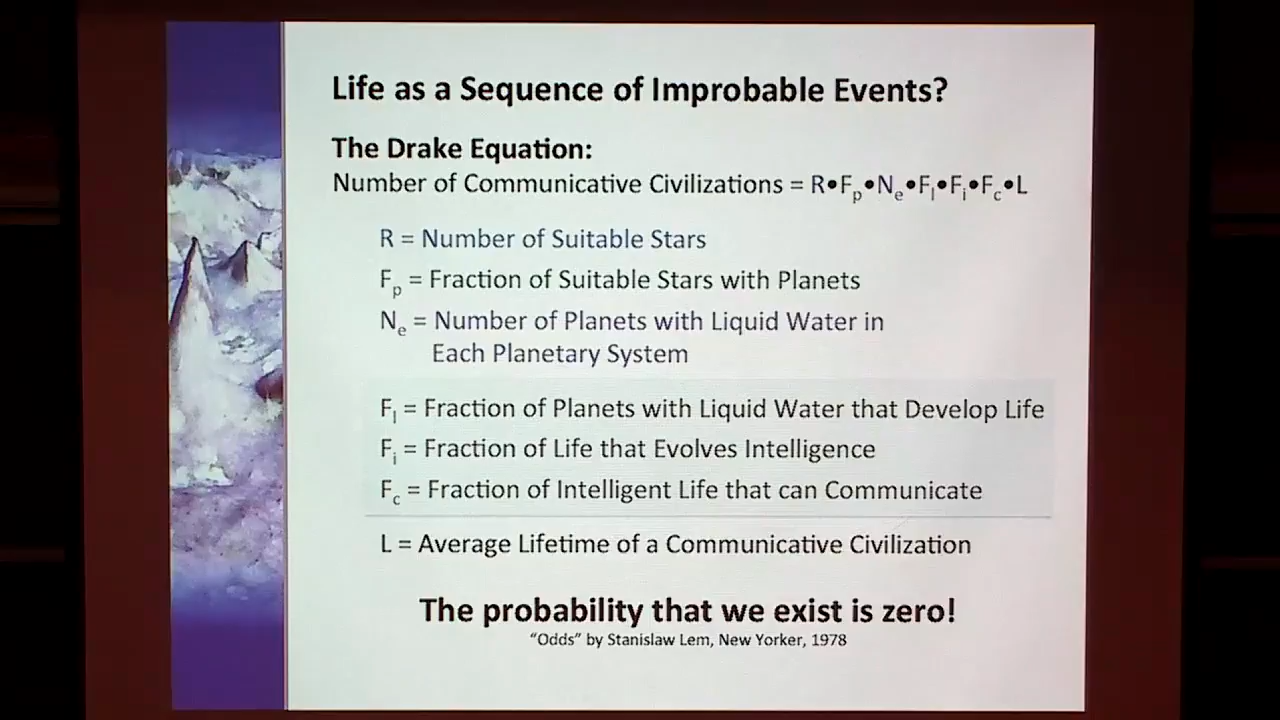 Life as a Sequence of Improbable Events?
The Drake Equation:
Number of Communicative Civilizations = R•Fp•Ne•Fl•Fi•Fc•L
R = Number of Suitable Stars
Fp = Fraction of Suitable Stars with Planets
Ne = Number of Planets with Liquid Water in
Each Planetary System
Fl = Fraction of Planets with Liquid Water that Develop Life
Fi = Fraction of Life that Evolves Intelligence
Fc = Fraction of Intelligent Life that can Communicate
L = Average Lifetime of a Communicative Civilization
The probability that we exist is zero!
“Odds” by Stanislaw Lem, New Yorker, 1978